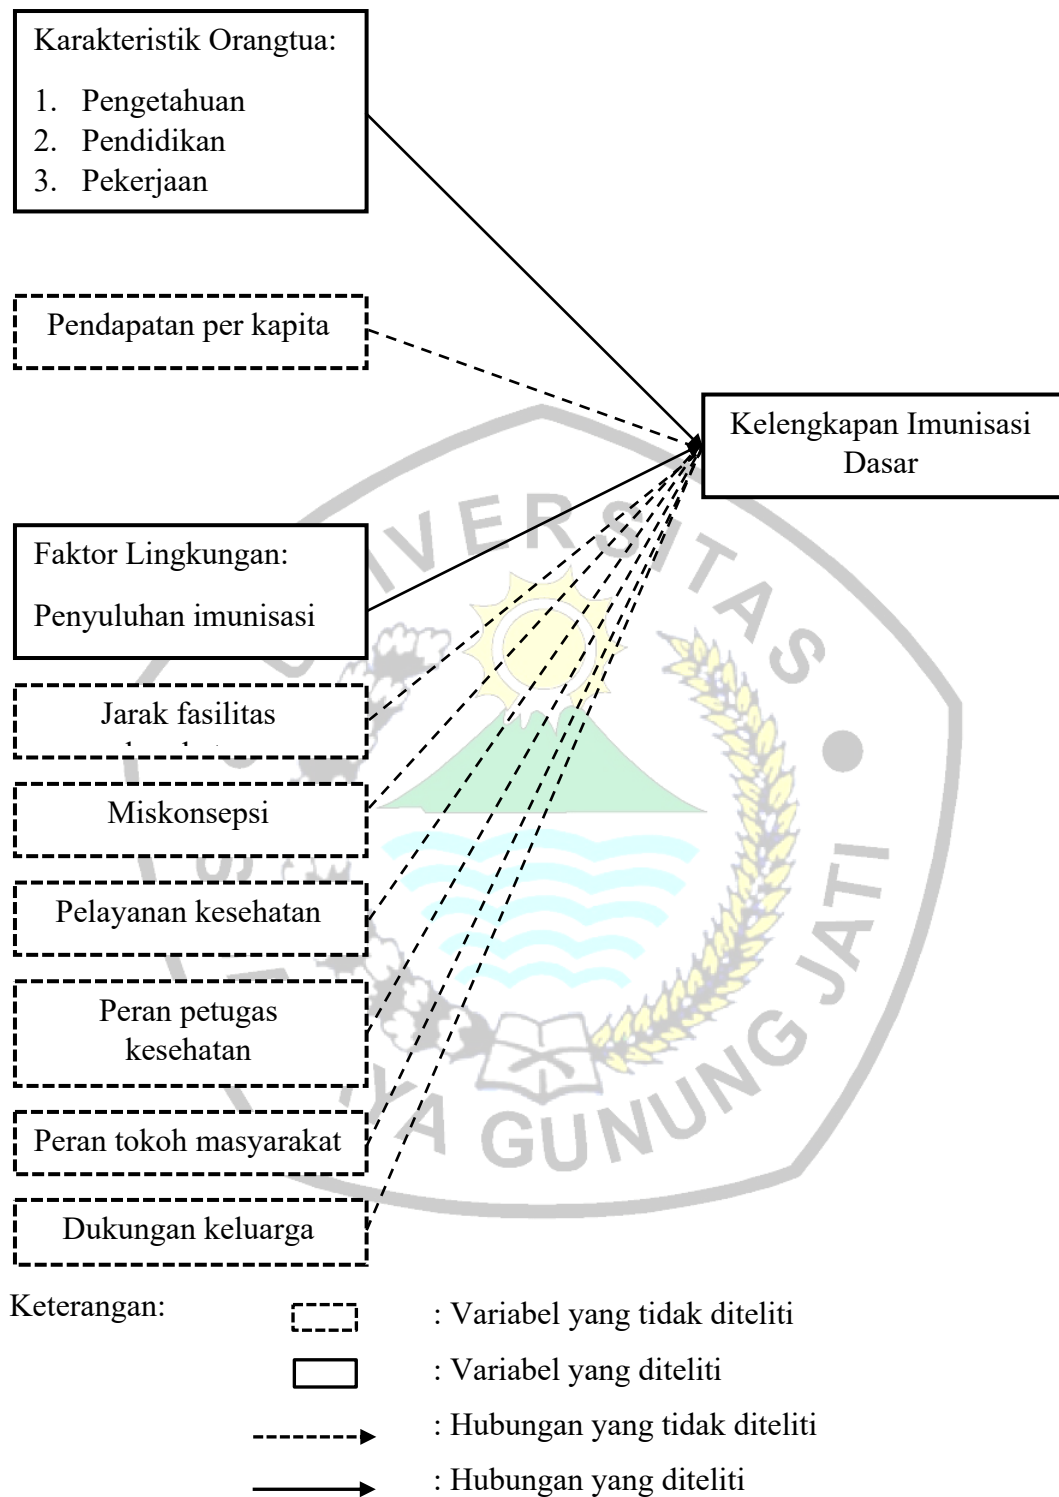 Karakteristik Orangtua:
1. Pengetahuan
2. Pendidikan
3. Pekerjaan
Pendapatan per kapita
Kelengkapan Imunisasi
Dasar
Faktor Lingkungan:
Penyuluhan imunisasi
Jarak fasilitas
Miskonsepsi
Pelayanan kesehatan
Peran petugas
kesehatan
Peran tokoh masyarakat
Dukungan keluarga
Keterangan:
: Variabel yang tidak diteliti
: Variabel yang diteliti
: Hubungan yang tidak diteliti
: Hubungan yang diteliti
GUNUNG JATI